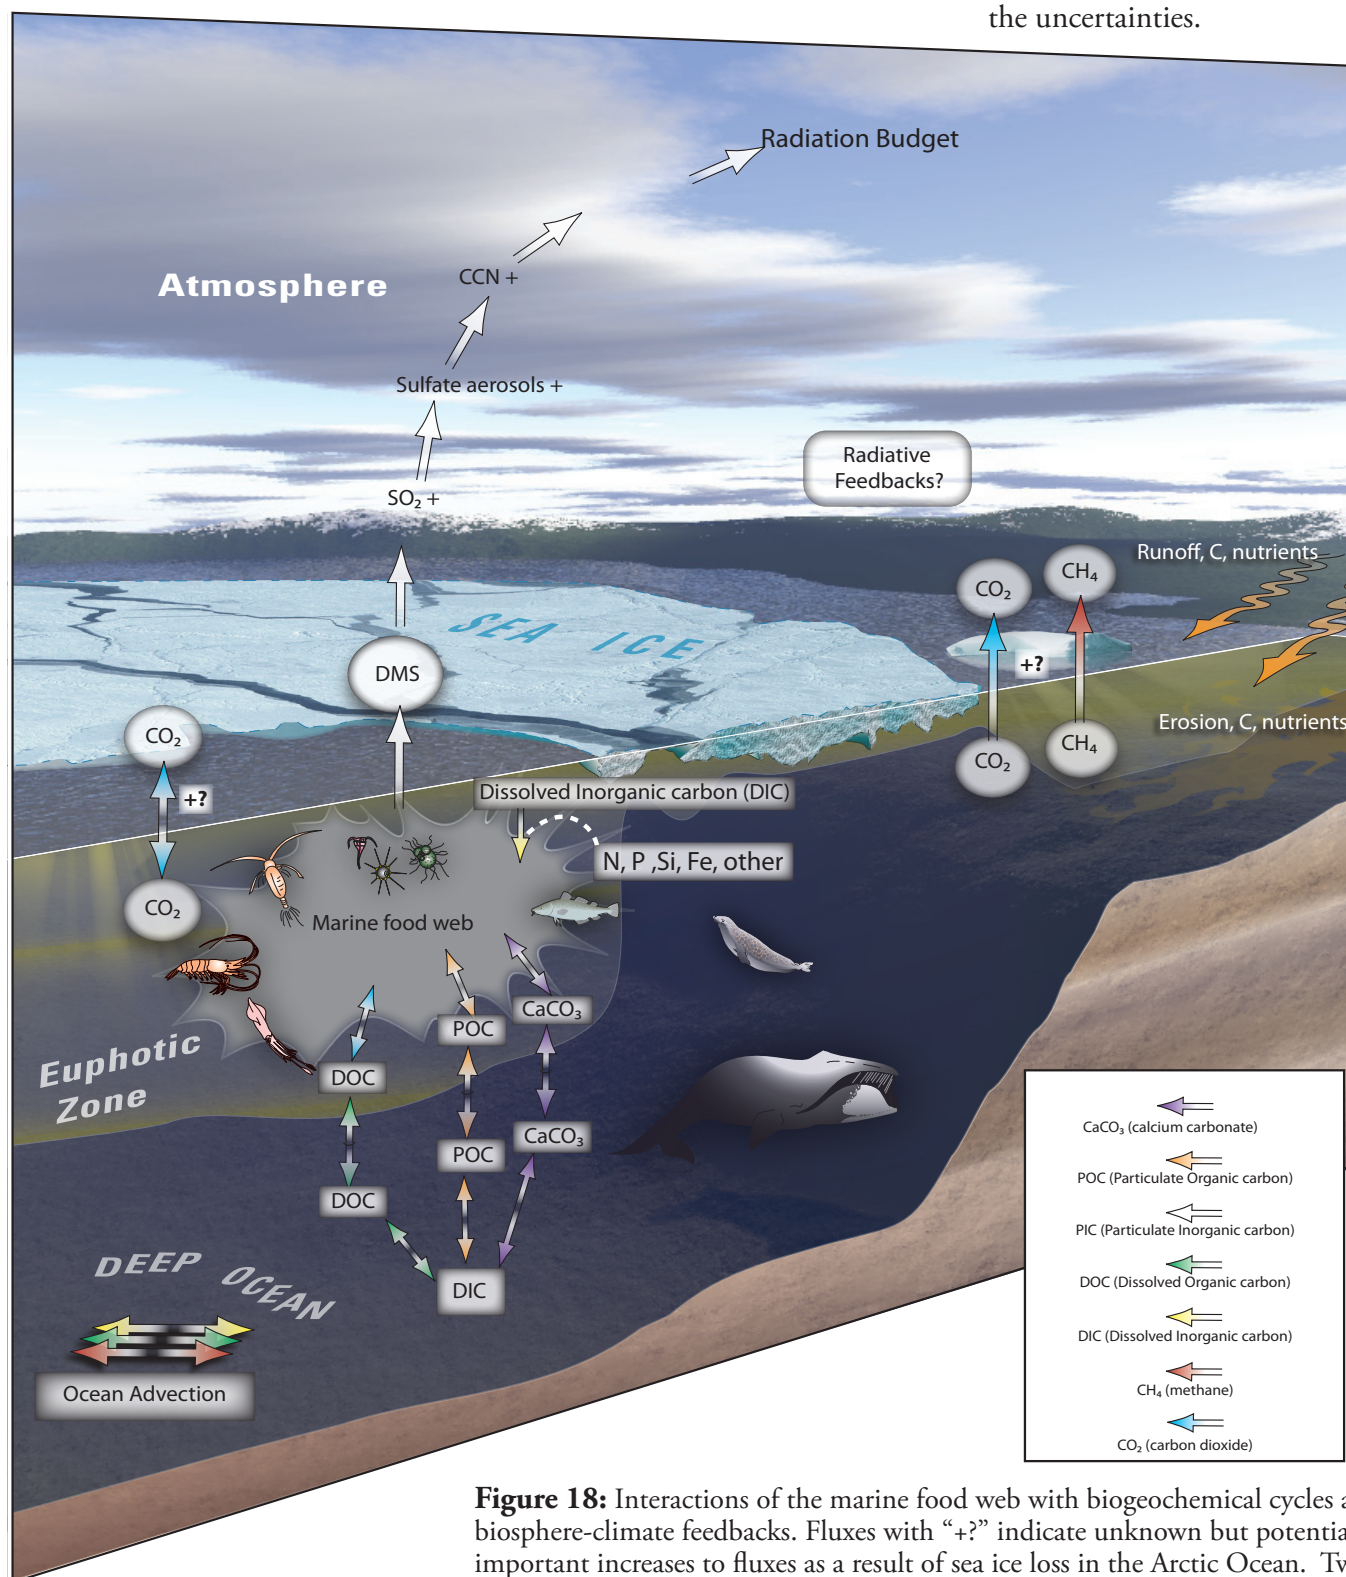 the uncertainties.
Radiation Budget
Atmosphere
CCN +
Sulfate aerosols +
SO₂ +
Radiative
Feedbacks?
Runoff, C, nutrients
CO₂
CH₄
SEA ICE
+?
DMS
Erosion, C, nutrients
CO₂
CH₄
CO₂
+?
Dissolved Inorganic carbon (DIC)
N, P ,Si, Fe, other
CO₂
Marine food web
CaCO₃
POC
Euphotic
Zone
DOC
CaCO₃
POC
DOC
DEEP OCEAN
DIC
Ocean Advection
CaCO₃ (calcium carbonate)
POC (Particulate Organic carbon)
PIC (Particulate Inorganic carbon)
DOC (Dissolved Organic carbon)
DIC (Dissolved Inorganic carbon)
CH₄ (methane)
CO₂ (carbon dioxide)
Figure 18: Interactions of the marine food web with biogeochemical cycles
biosphere-climate feedbacks. Fluxes with “+?” indicate unknown but
important increases to fluxes as a result of sea ice loss in the Arctic Ocean.